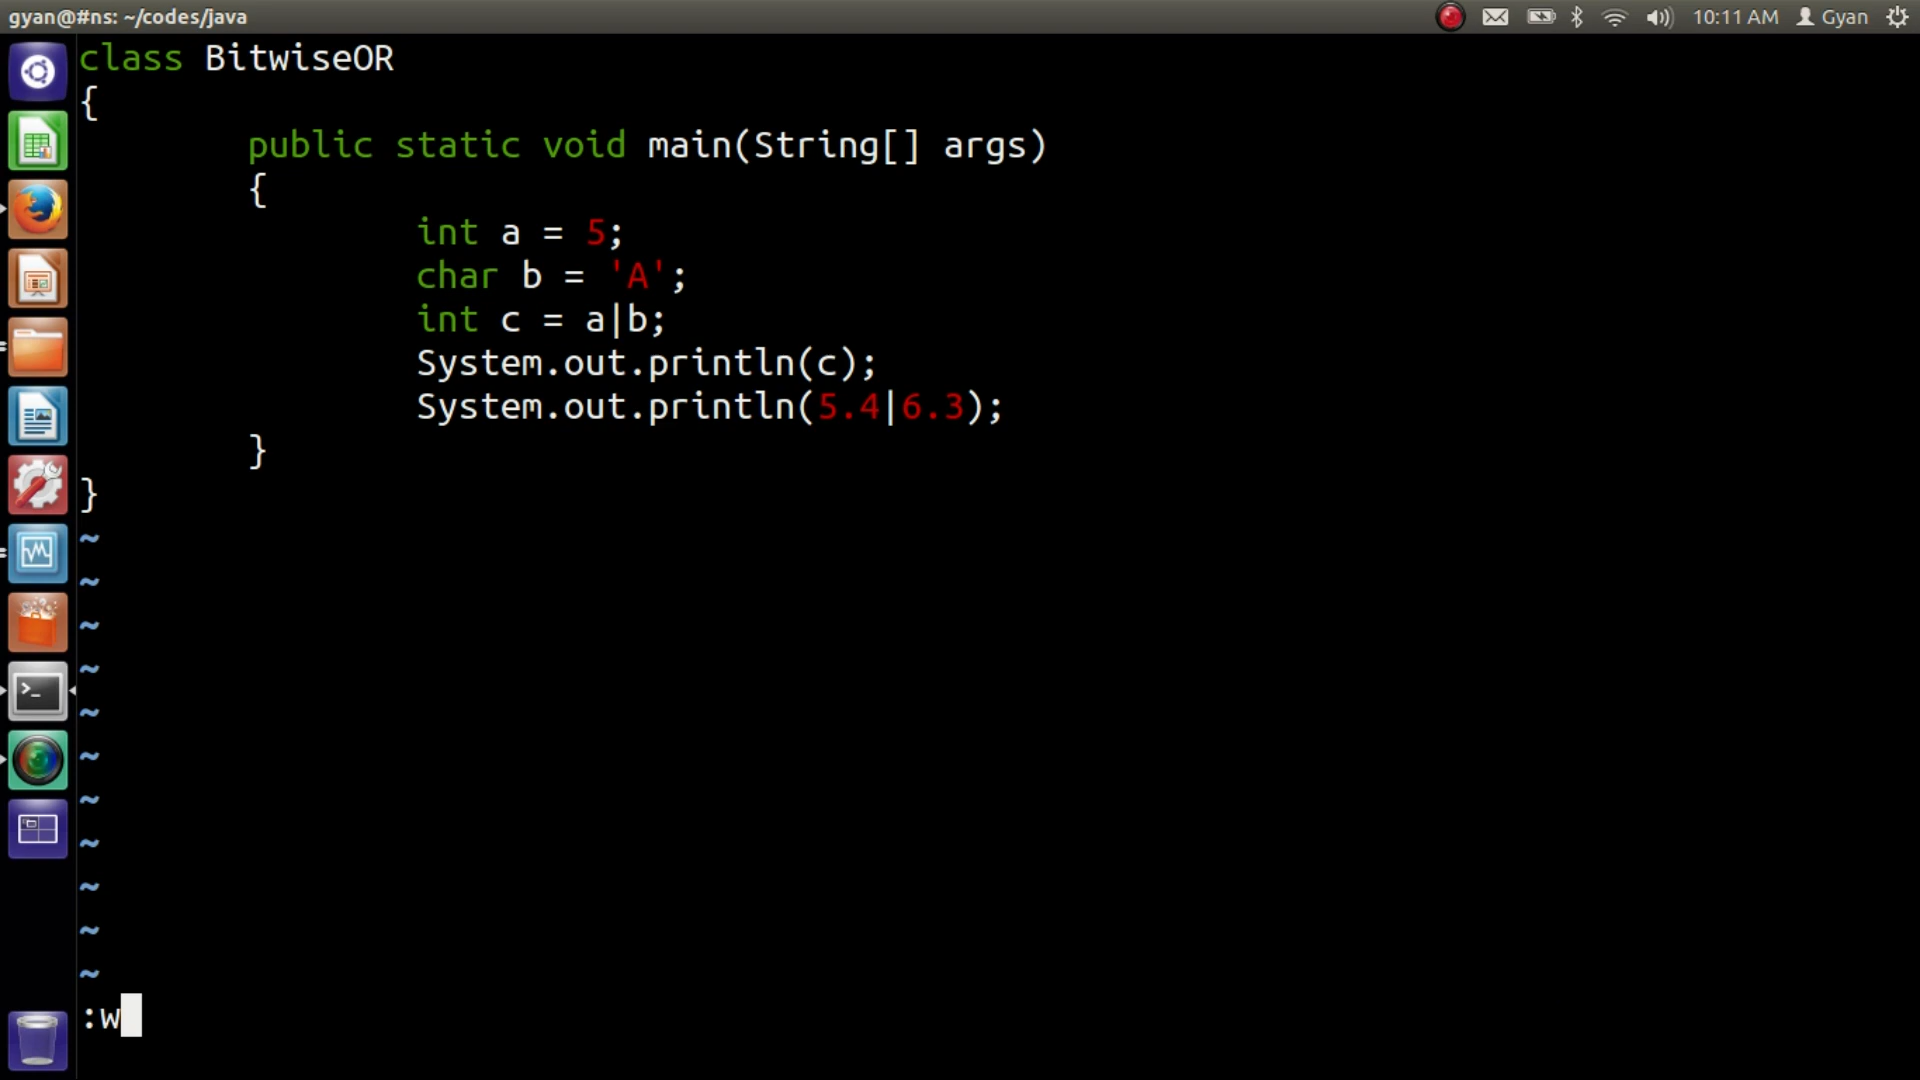 gyan@#ns: ~/codes/java 10:11 AM Gyan
class BitwiseOR
{
public static void main(String[] args)
{
int a = 5;
char b = 'A';
int c = a|b;
System.out.println(c);
System.out.println(5.4|6.3);
}
}
~
~
~
~
~
~
~
~
~
~
~
:w